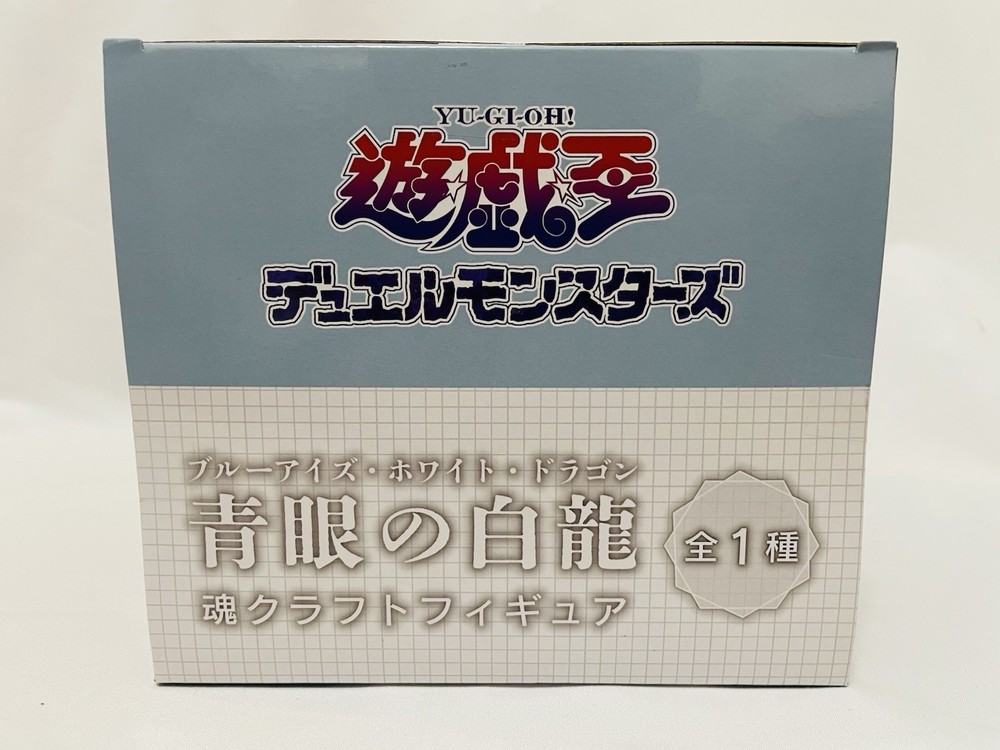 YU-GI-OH!
遊戯王
デュエルモンスターズ
ブルーアイズ・ホワイト・ドラゴン
青眼の白龍
魂クラフトフィギュア
全1種